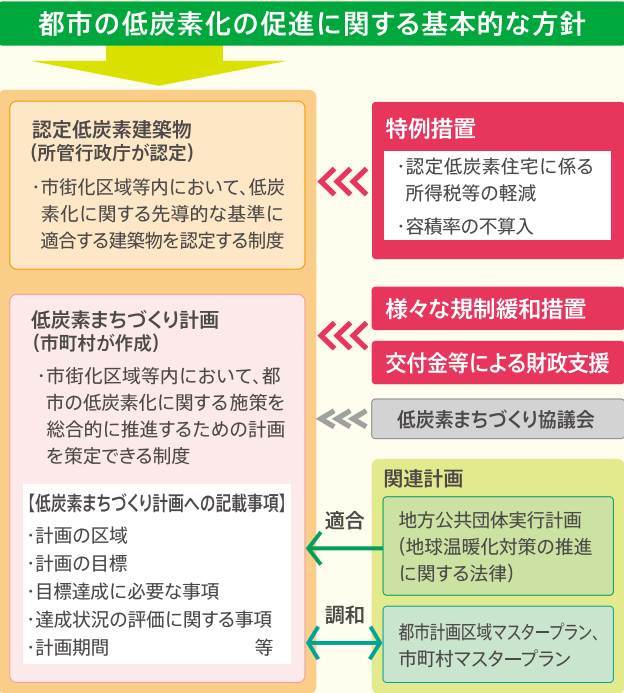 都市の低炭素化の促進に関する基本的な方針
認定低炭素建築物
(所管行政庁が認定)
・市街化区域等内において、低炭
素化に関する先導的な基準に
適合する建築物を認定する制度
特例措置
・認定低炭素住宅に係る
所得税等の軽減
・容積率の不算入
低炭素まちづくり計画
(市町村が作成)
・市街化区域等内において、都
市の低炭素化に関する施策を
総合的に推進するための計画
を策定できる制度
【低炭素まちづくり計画への記載事項】
・計画の区域
・計画の目標
・目標達成に必要な事項
・達成状況の評価に関する事項
・計画期間 等
様々な規制緩和措置
交付金等による財政支援
低炭素まちづくり協議会
関連計画
適合
地方公共団体実行計画
(地球温暖化対策の推進
に関する法律)
調和
都市計画区域マスタープラン、
市町村マスタープラン